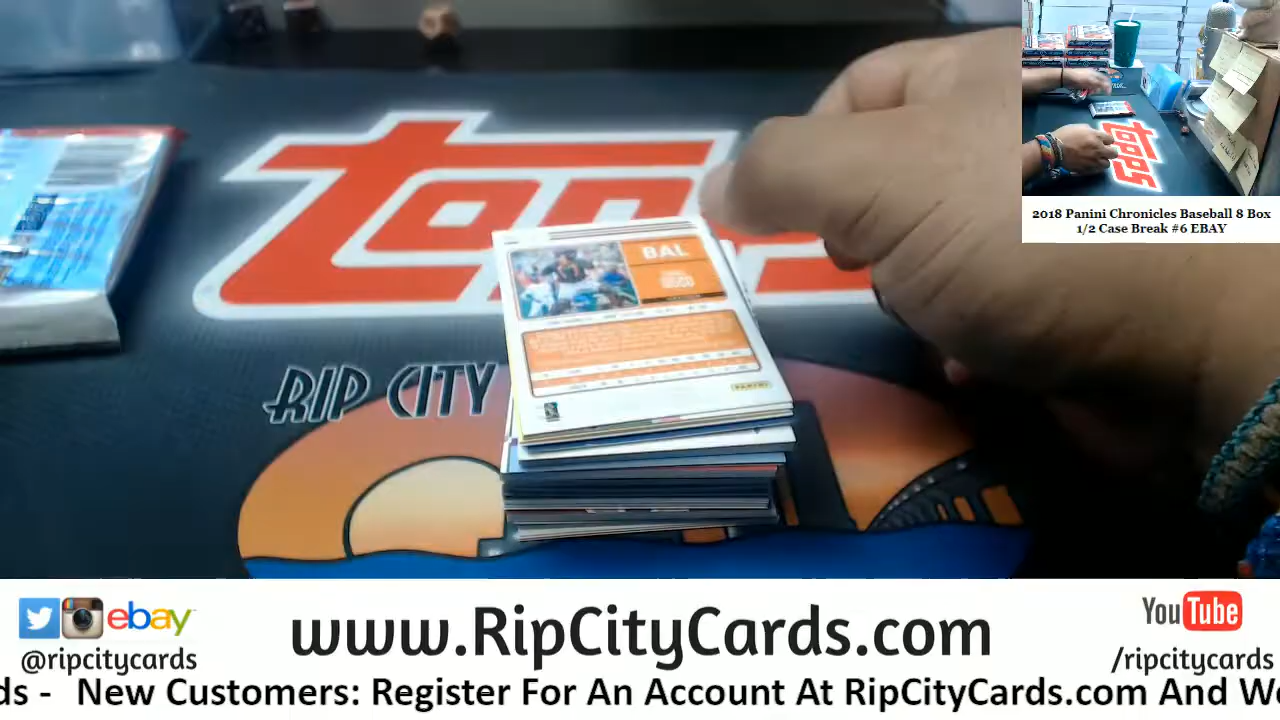 topps
RIP CITY
BAL
PANINI
topps
2018 Panini Chronicles Baseball 8 Box
1/2 Case Break #6 EBAY
ebay
@ripcitycards
www.RipCityCards.com
YouTube
/ripcitycards
ds - New Customers: Register For An Account At RipCityCards.com And We